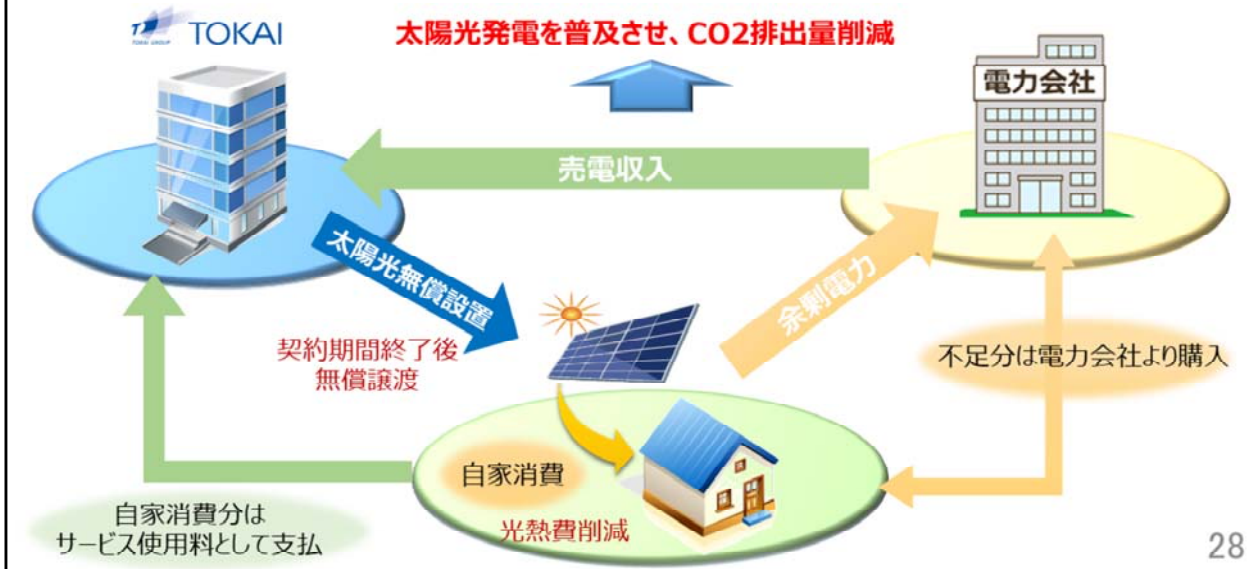 TOKAI
TOKAI GROUP
太陽光発電を普及させ、CO2排出量削減
電力会社
売電収入
太陽光無償設置
余剰電力
契約期間終了後
無償譲渡
不足分は電力会社より購入
自家消費
光熱費削減
自家消費分は
サービス使用料として支払
28